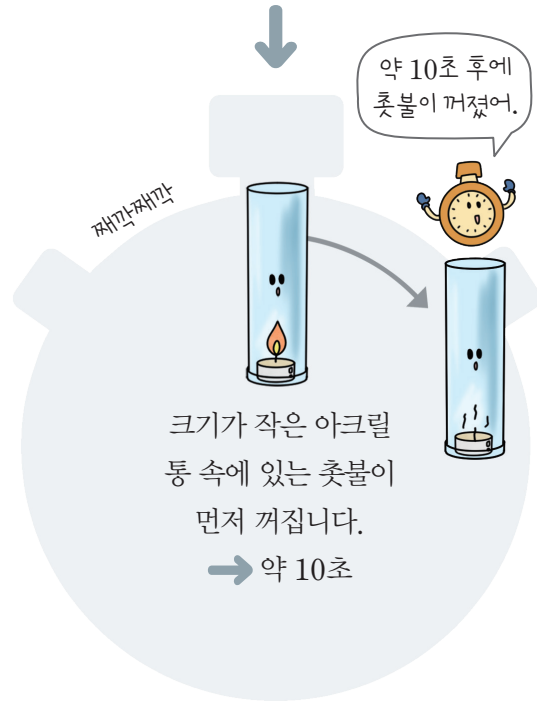 약 10초 후에
촛불이 꺼졌어.
째깍째깍
크기가 작은 아크릴
통 속에 있는 촛불이
먼저 꺼집니다.
약 10초